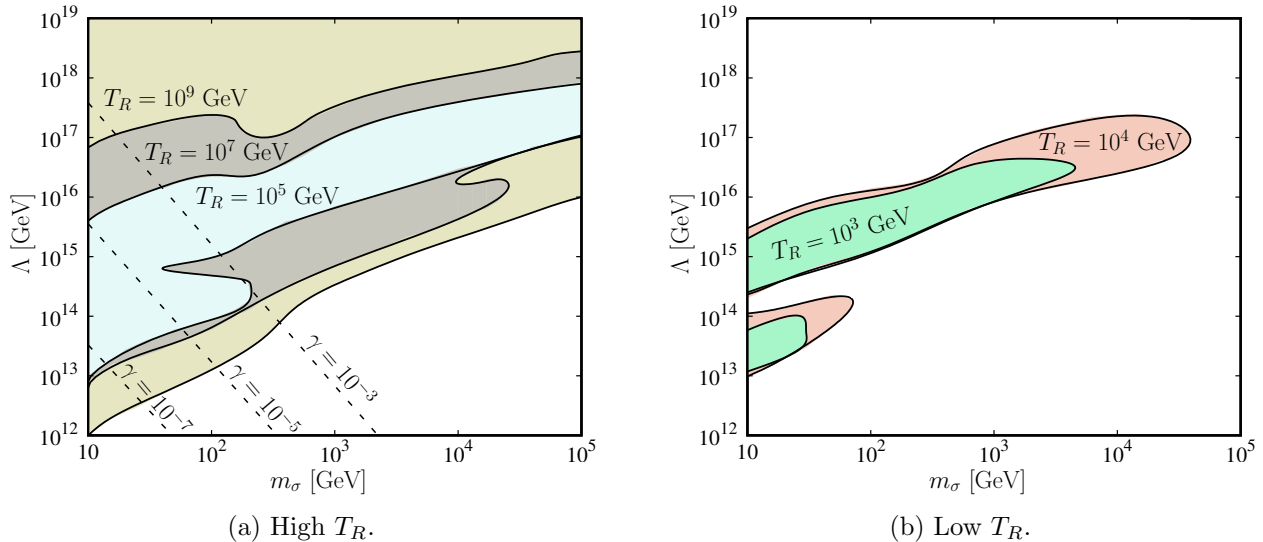 10^19
10^18
10^17
10^16
10^15
10^14
10^13
10^12
Λ [GeV]
T_R = 10^9 GeV
T_R = 10^7 GeV
T_R = 10^5 GeV
γ = 10^−7
γ = 10^−5
γ = 10^−3
10 10^2 10^3 10^4 10^5
m_σ [GeV]
(a) High T_R.
10^19
10^18
10^17
10^16
10^15
10^14
10^13
10^12
Λ [GeV]
T_R = 10^4 GeV
T_R = 10^3 GeV
10 10^2 10^3 10^4 10^5
m_σ [GeV]
(b) Low T_R.